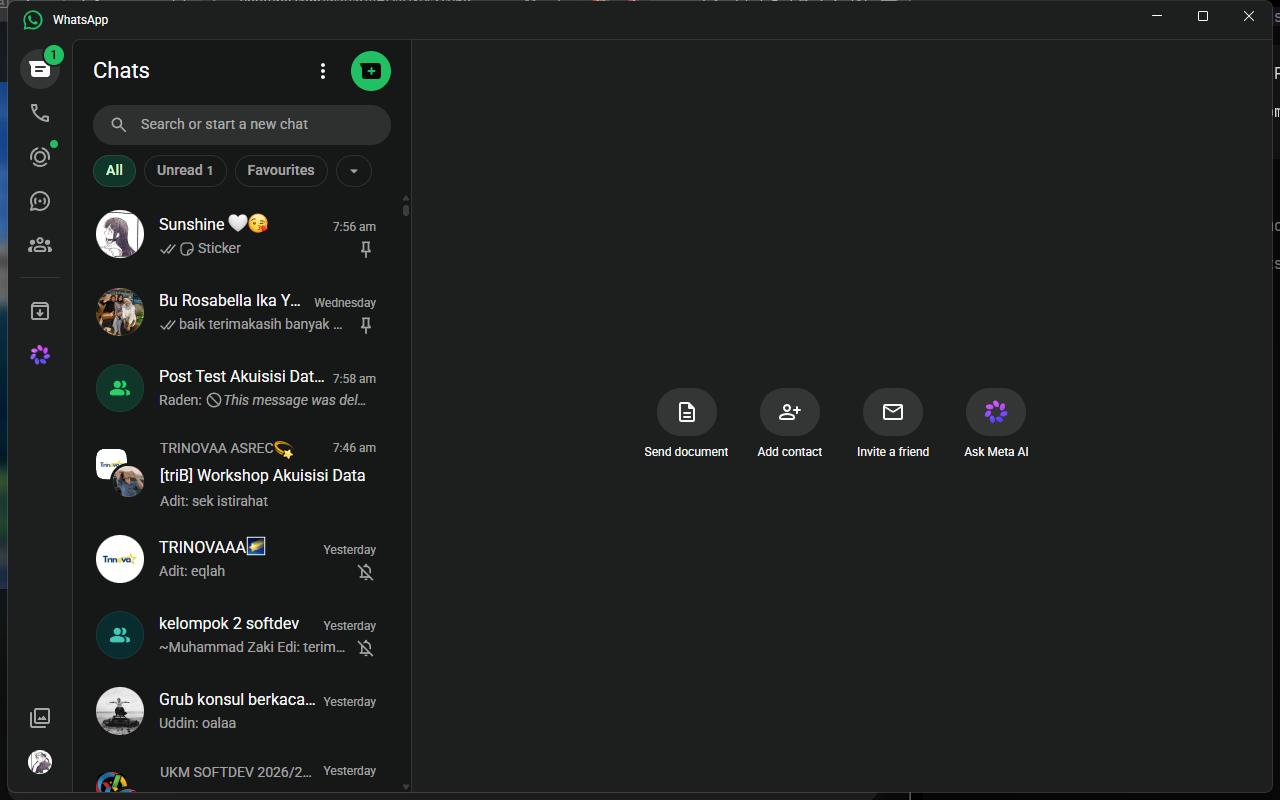 WhatsApp
1
Chats
Search or start a new chat
All
Unread 1
Favourites
Sunshine 🤍😘
7:56 am
Sticker
Bu Rosabella Ika Y...
Wednesday
baik terimakasih banyak ...
Post Test Akuisisi Dat...
7:58 am
Raden: 🚫This message was del...
TRINOVAA ASREC💫
7:46 am
[triB] Workshop Akuisisi Data
Adit: sek istirahat
TRINOVAAA🌠
Yesterday
Adit: eqlah
kelompok 2 softdev
Yesterday
~Muhammad Zaki Edi: terim...
Grub konsul berkaca...
Yesterday
Uddin: oalaa
UKM SOFTDEV 2026/2...
Yesterday
Send document
Add contact
Invite a friend
Ask Meta AI